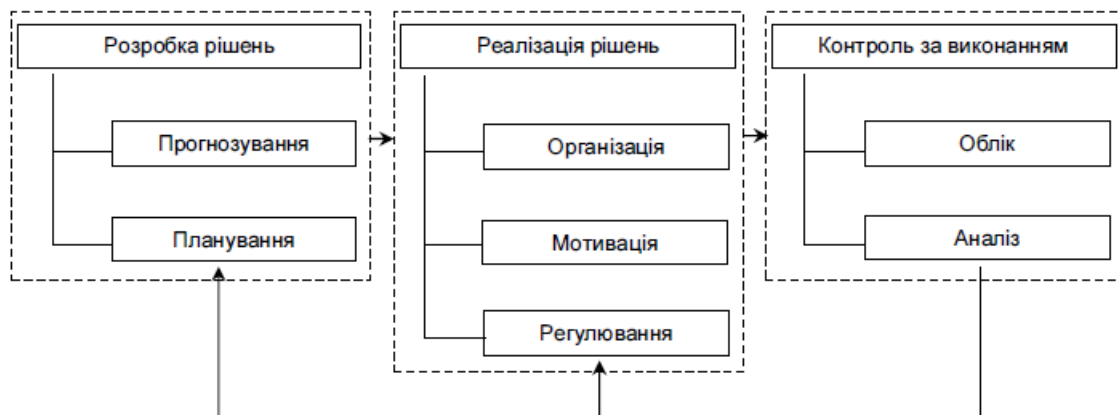 Розробка рішень
Прогнозування
Планування
Реалізація рішень
Організація
Мотивація
Регулювання
Контроль за виконанням
Облік
Аналіз